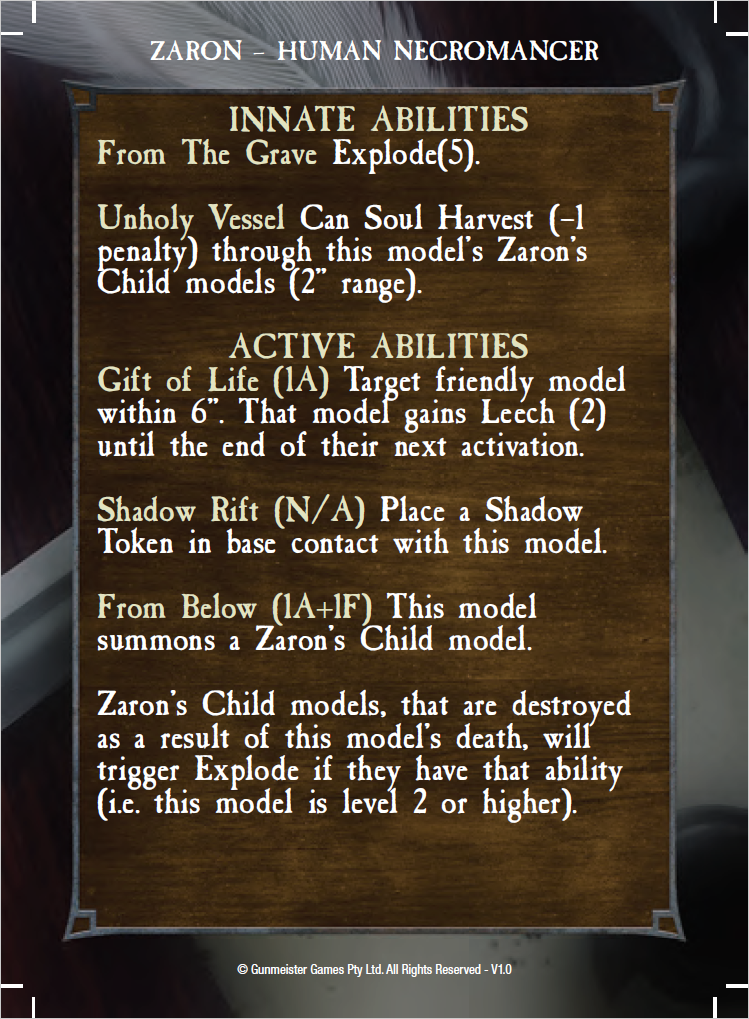 ZARON – HUMAN NECROMANCER
INNATE ABILITIES
From The Grave Explode(5).
Unholy Vessel Can Soul Harvest (–1
penalty) through this model's Zaron's
Child models (2" range).
ACTIVE ABILITIES
Gift of Life (1A) Target friendly model
within 6". That model gains Leech (2)
until the end of their next activation.
Shadow Rift (N/A) Place a Shadow
Token in base contact with this model.
From Below (1A+1F) This model
summons a Zaron's Child model.
Zaron's Child models, that are destroyed
as a result of this model's death, will
trigger Explode if they have that ability
(i.e. this model is level 2 or higher).
© Gunmeister Games Pty Ltd. All Rights Reserved - V1.0